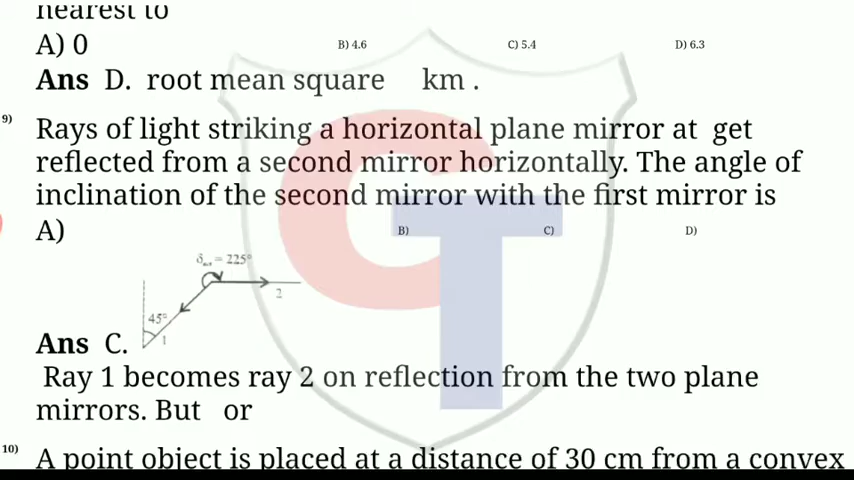 nearest to
A) 0 B) 4.6 C) 5.4 D) 6.3
Ans D. root mean square km .
9) Rays of light striking a horizontal plane mirror at get
reflected from a second mirror horizontally. The angle of
inclination of the second mirror with the first mirror is
A) B) C) D)
= 225°
2
45°
1
Ans C.
Ray 1 becomes ray 2 on reflection from the two plane
mirrors. But or
10) A point object is placed at a distance of 30 cm from a convex
CT